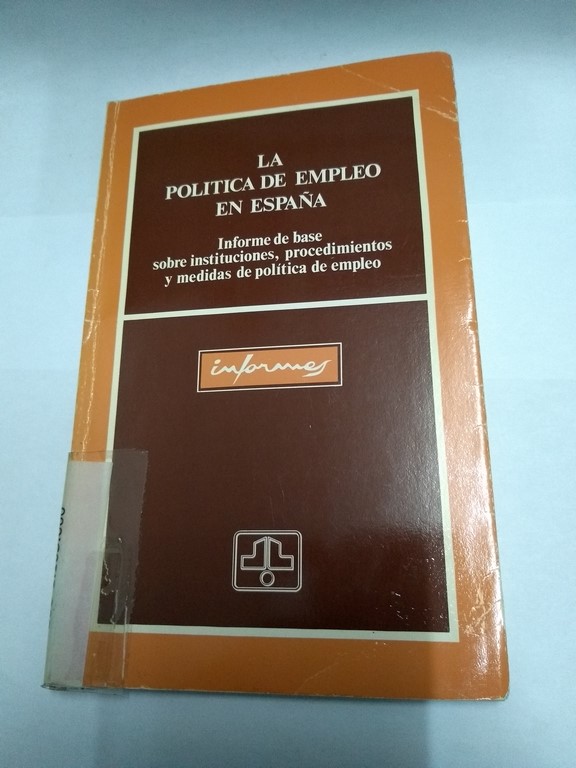 LA
POLITICA DE EMPLEO
EN ESPAÑA
Informe de base
sobre instituciones, procedimientos
y medidas de política de empleo
informes